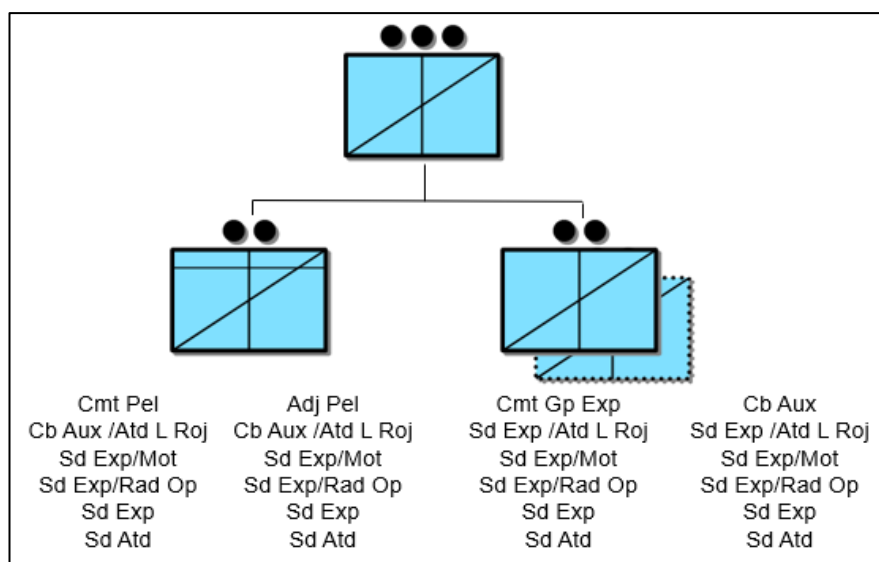 Cmt Pel
Cb Aux /Atd L Roj
Sd Exp/Mot
Sd Exp/Rad Op
Sd Exp
Sd Atd
Adj Pel
Cb Aux /Atd L Roj
Sd Exp/Mot
Sd Exp/Rad Op
Sd Exp
Sd Atd
Cmt Gp Exp
Sd Exp /Atd L Roj
Sd Exp/Mot
Sd Exp/Rad Op
Sd Exp
Sd Atd
Cb Aux
Sd Exp /Atd L Roj
Sd Exp/Mot
Sd Exp/Rad Op
Sd Exp
Sd Atd